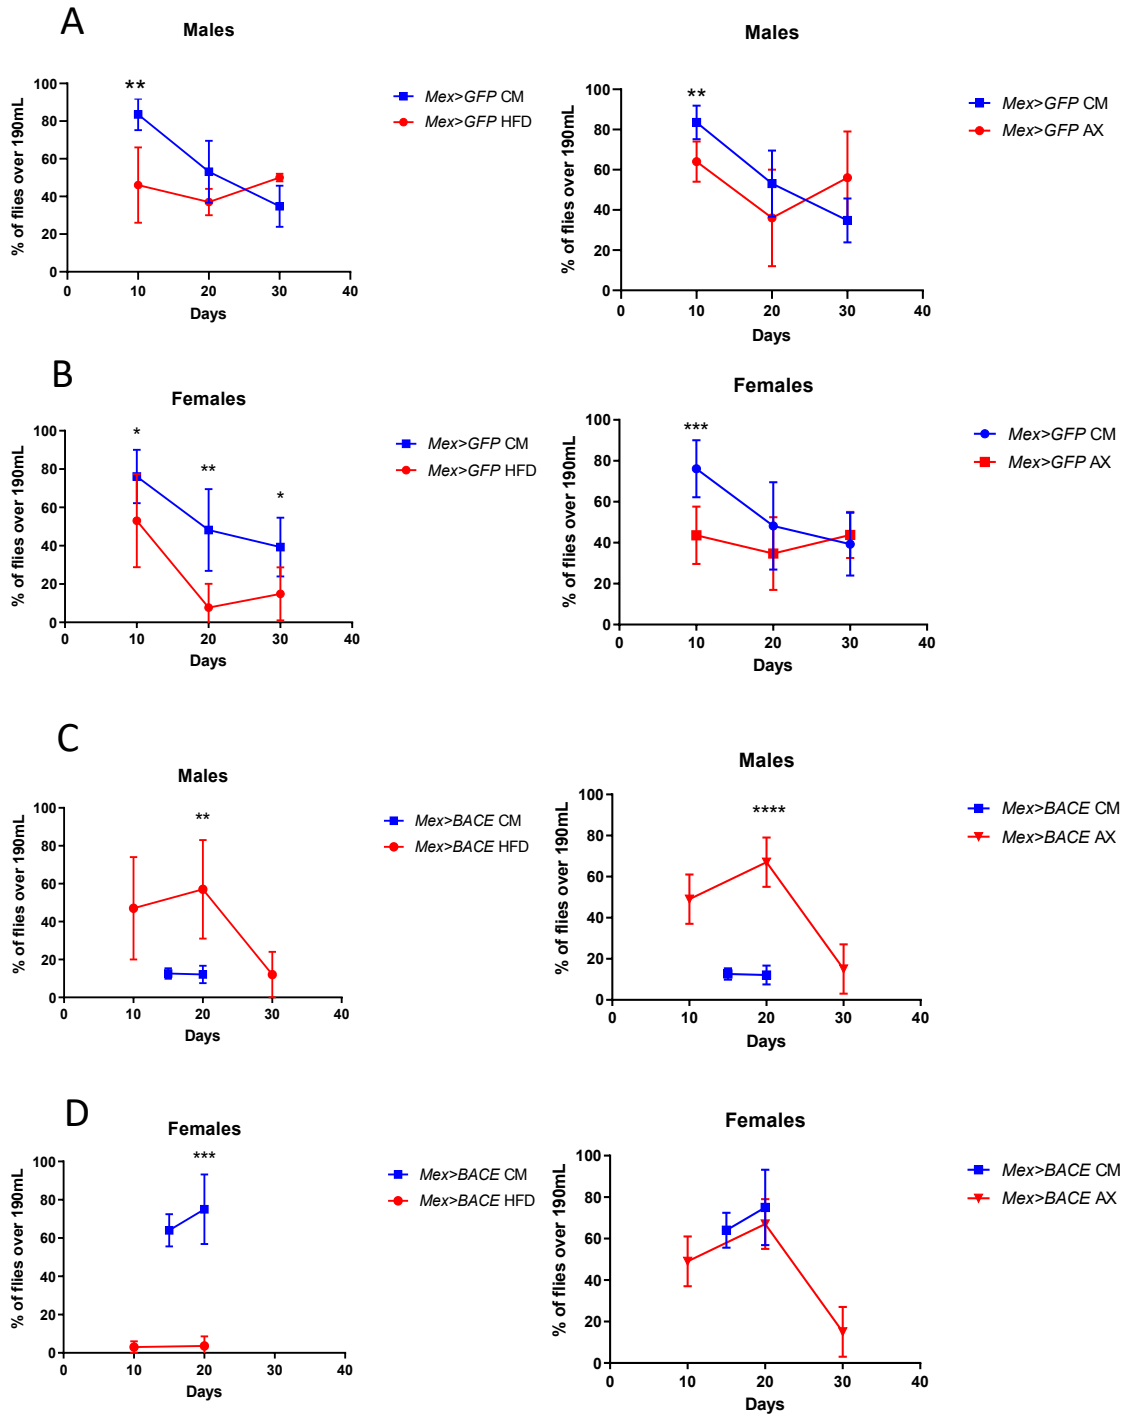 A
Males
**
100
80
60
40
20
0
% of flies over 190mL
0 10 20 30 40
Days
Mex>GFP CM
Mex>GFP HFD
Males
**
100
80
60
40
20
0
% of flies over 190mL
0 10 20 30 40
Days
Mex>GFP CM
Mex>GFP AX
B
Females
* ** *
100
80
60
40
20
0
% of flies over 190mL
0 10 20 30 40
Days
Mex>GFP CM
Mex>GFP HFD
Females
***
100
80
60
40
20
0
% of flies over 190mL
0 10 20 30 40
Days
Mex>GFP CM
Mex>GFP AX
C
Males
**
100
80
60
40
20
0
% of flies over 190mL
0 10 20 30 40
Days
Mex>BACE CM
Mex>BACE HFD
Males
****
100
80
60
40
20
0
% of flies over 190mL
0 10 20 30 40
Days
Mex>BACE CM
Mex>BACE AX
D
Females
***
100
80
60
40
20
0
% of flies over 190mL
0 10 20 30 40
Days
Mex>BACE CM
Mex>BACE HFD
Females
100
80
60
40
20
0
% of flies over 190mL
0 10 20 30 40
Days
Mex>BACE CM
Mex>BACE AX